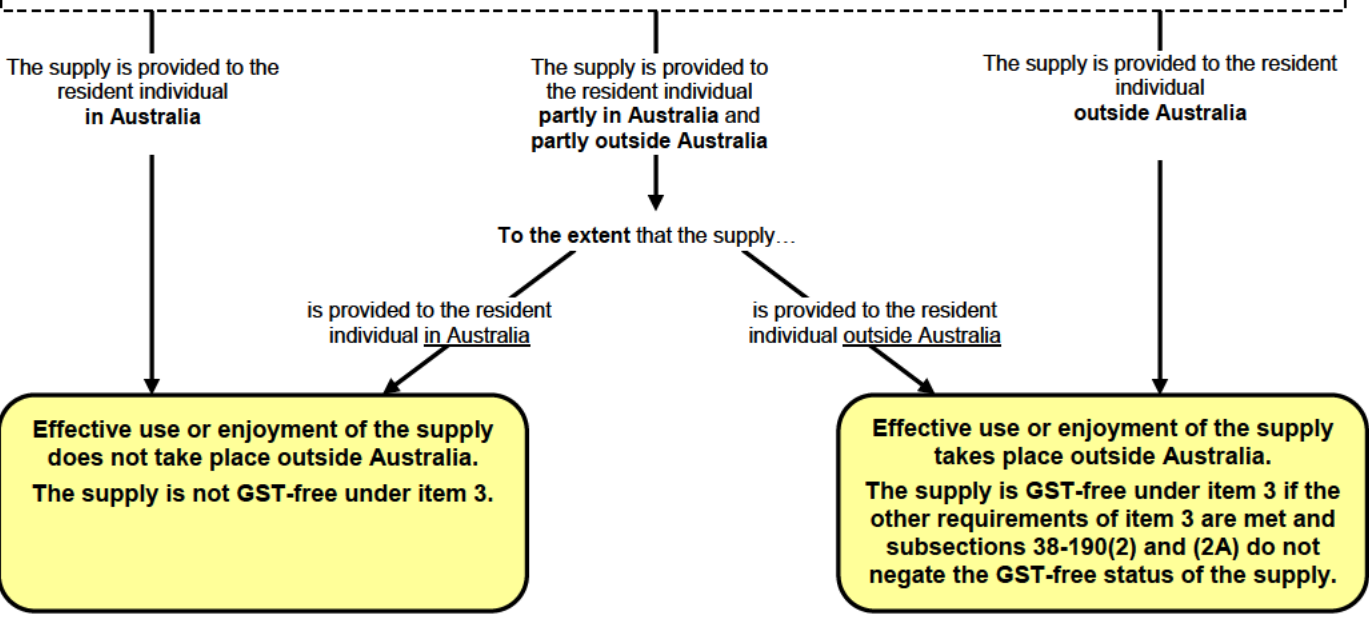 The supply is provided to the
resident individual
in Australia
The supply is provided to
the resident individual
partly in Australia and
partly outside Australia
The supply is provided to the resident
individual
outside Australia
To the extent that the supply…
is provided to the resident
individual in Australia
is provided to the resident
individual outside Australia
Effective use or enjoyment of the supply
does not take place outside Australia.
The supply is not GST-free under item 3.
Effective use or enjoyment of the supply
takes place outside Australia.
The supply is GST-free under item 3 if the
other requirements of item 3 are met and
subsections 38-190(2) and (2A) do not
negate the GST-free status of the supply.